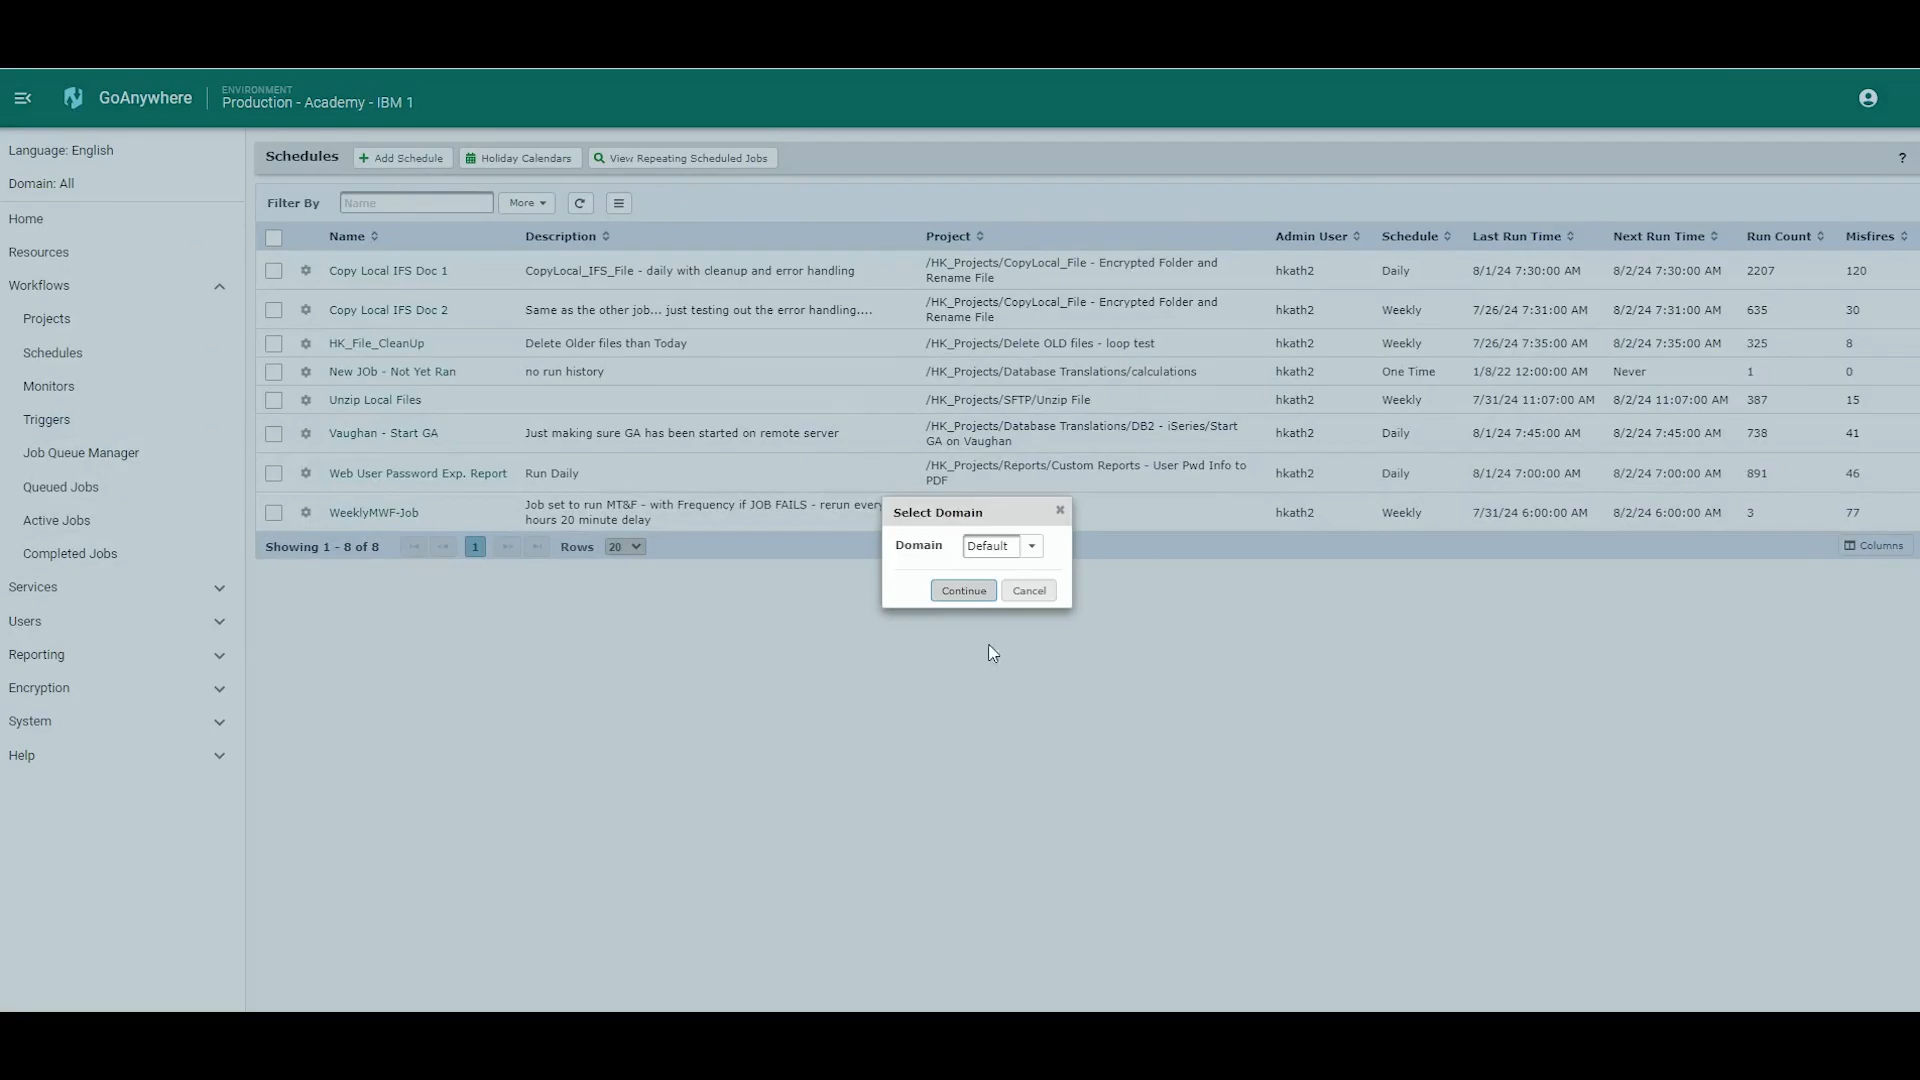 GoAnywhere
ENVIRONMENT
Production - Academy - IBM 1
Language: English
Domain: All
Home
Resources
Workflows
Projects
Schedules
Monitors
Triggers
Job Queue Manager
Queued Jobs
Active Jobs
Completed Jobs
Services
Users
Reporting
Encryption
System
Help
Schedules Add Schedule Holiday Calendars View Repeating Scheduled Jobs ?
Filter By Name More
Name Description Project Admin User Schedule Last Run Time Next Run Time Run Count Misfires
Copy Local IFS Doc 1 CopyLocal_IFS_File - daily with cleanup and error handling /HK_Projects/CopyLocal_File - Encrypted Folder and
Rename File hkath2 Daily 8/1/24 7:30:00 AM 8/2/24 7:30:00 AM 2207 120
Copy Local IFS Doc 2 Same as the other job... just testing out the error handling.... /HK_Projects/CopyLocal_File - Encrypted Folder and
Rename File hkath2 Weekly 7/26/24 7:31:00 AM 8/2/24 7:31:00 AM 635 30
HK_File_CleanUp Delete Older files than Today /HK_Projects/Delete OLD files - loop test hkath2 Weekly 7/26/24 7:35:00 AM 8/2/24 7:35:00 AM 325 8
New JOb - Not Yet Ran no run history /HK_Projects/Database Translations/calculations hkath2 One Time 1/8/22 12:00:00 AM Never 1 0
Unzip Local Files /HK_Projects/SFTP/Unzip File hkath2 Weekly 7/31/24 11:07:00 AM 8/2/24 11:07:00 AM 387 15
Vaughan - Start GA Just making sure GA has been started on remote server /HK_Projects/Database Translations/DB2 - iSeries/Start
GA on Vaughan hkath2 Daily 8/1/24 7:45:00 AM 8/2/24 7:45:00 AM 738 41
Web User Password Exp. Report Run Daily /HK_Projects/Reports/Custom Reports - User Pwd Info to
PDF hkath2 Daily 8/1/24 7:00:00 AM 8/2/24 7:00:00 AM 891 46
WeeklyMWF-Job Job set to run MT&F - with Frequency if JOB FAILS - rerun every
hours 20 minute delay hkath2 Weekly 7/31/24 6:00:00 AM 8/2/24 6:00:00 AM 3 77
Showing 1 - 8 of 8 1 Rows 20 Columns
Select Domain
Domain Default
Continue Cancel